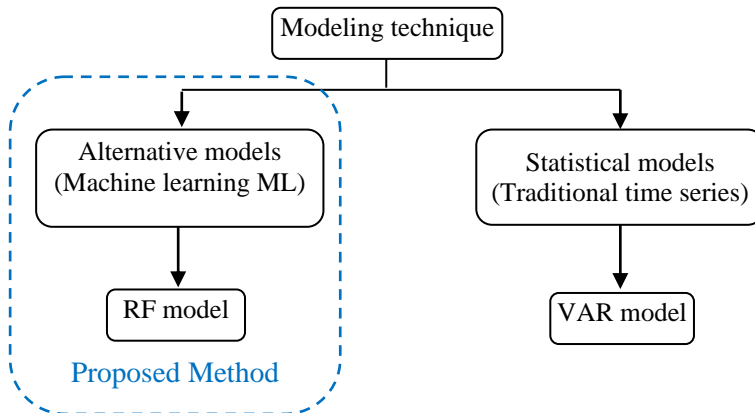 Modeling technique
Alternative models
(Machine learning ML)
Statistical models
(Traditional time series)
RF model
VAR model
Proposed Method